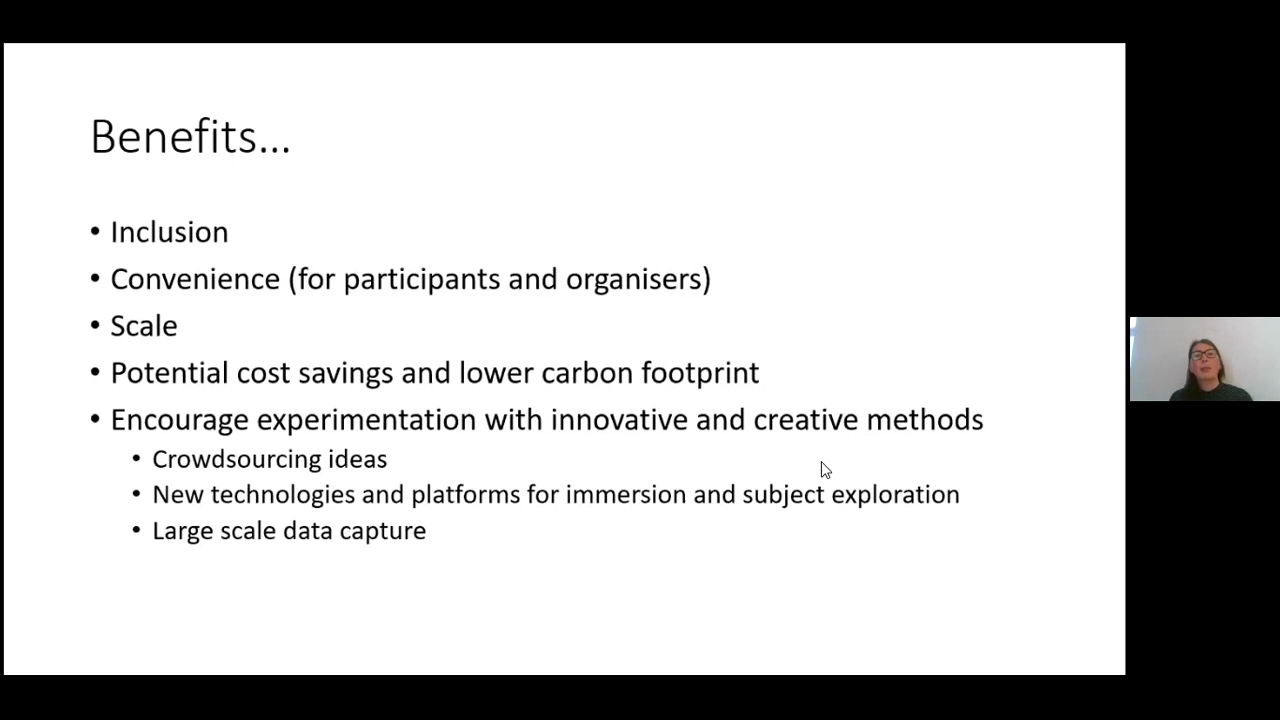 Benefits...
• Inclusion
• Convenience (for participants and organisers)
• Scale
• Potential cost savings and lower carbon footprint
• Encourage experimentation with innovative and creative methods
• Crowdsourcing ideas
• New technologies and platforms for immersion and subject exploration
• Large scale data capture